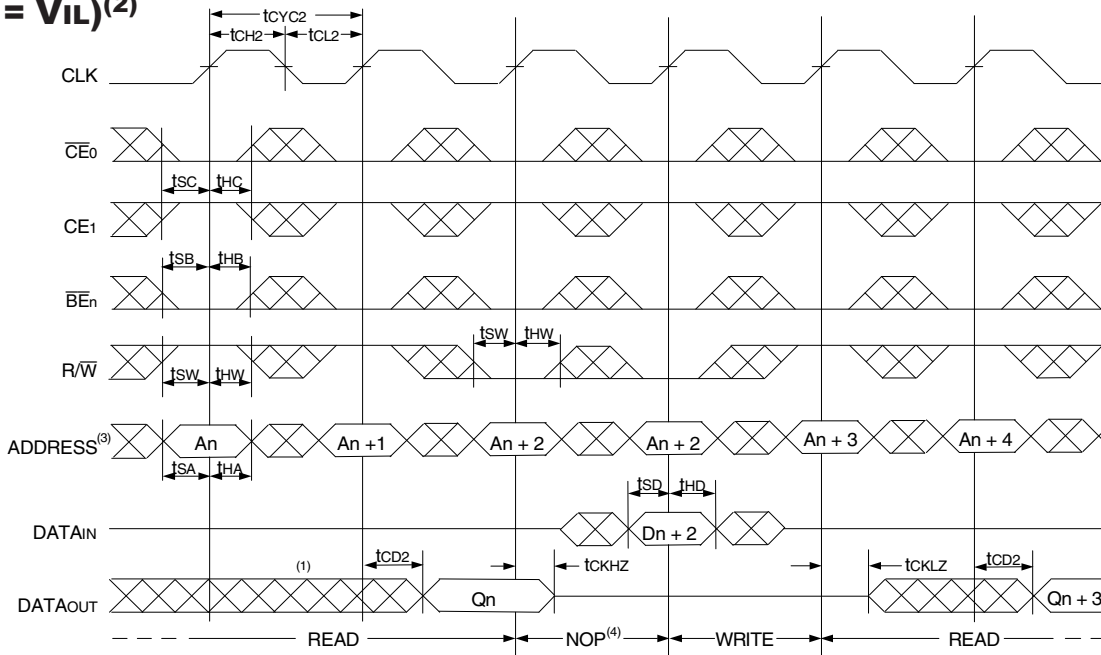 = VIL)(2)
tCYC2
tCH2 tCL2
CLK
CE0
tSC tHC
CE1
tSB tHB
BEn
tSW tHW
R/W
tSW tHW
ADDRESS(3) An An +1 An + 2 An + 2 An + 3 An + 4
tSA tHA
tSD tHD
DATAIN Dn + 2
tCD2 tCKHZ tCKLZ tCD2
(1)
DATAOUT Qn Qn + 3
READ NOP(4) WRITE READ